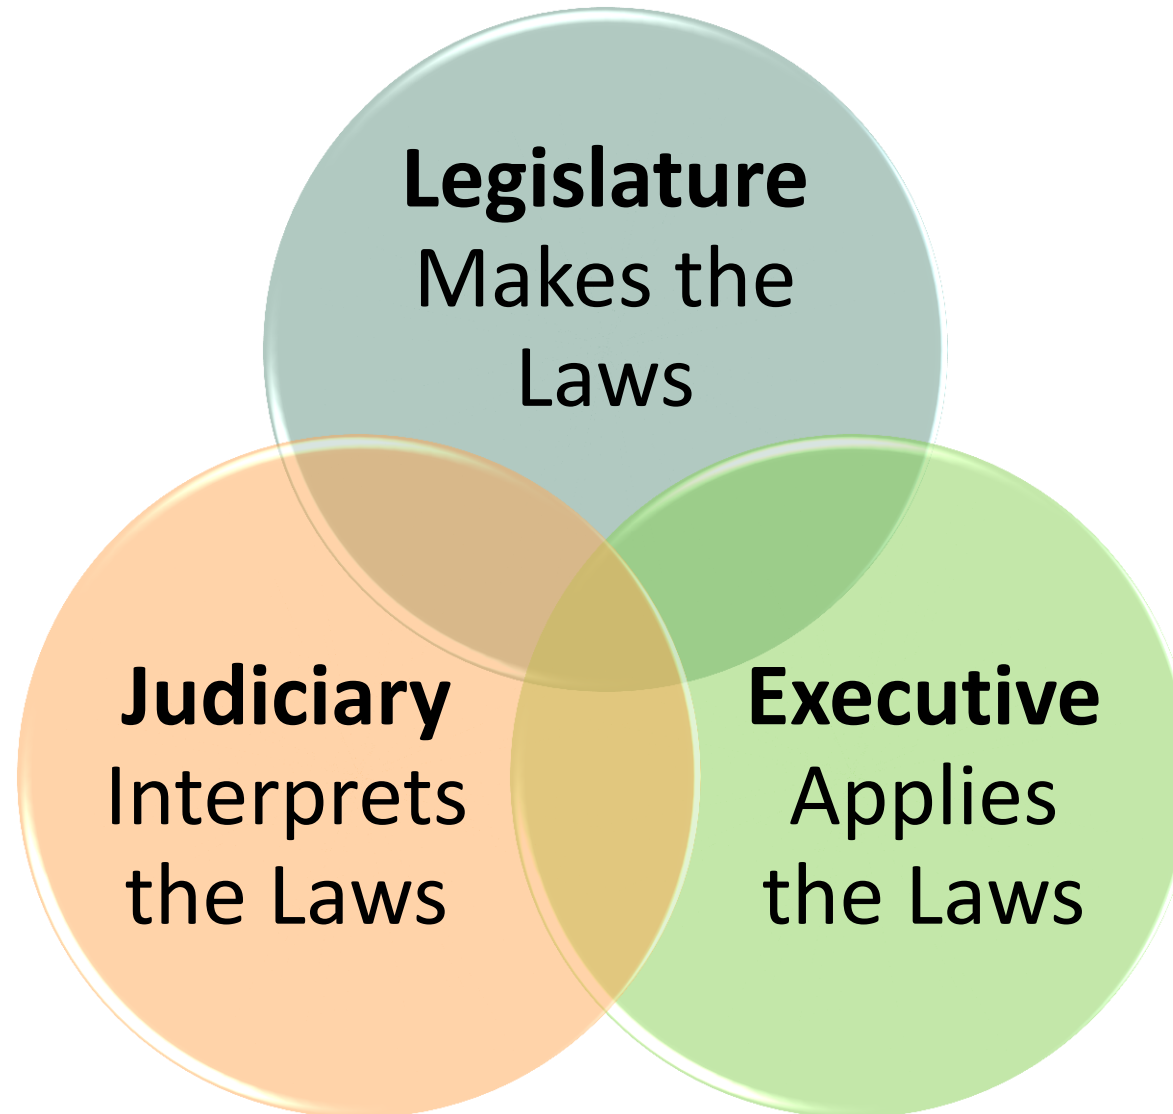 Legislature
Makes the
Laws
Judiciary
Interprets
the Laws
Executive
Applies
the Laws